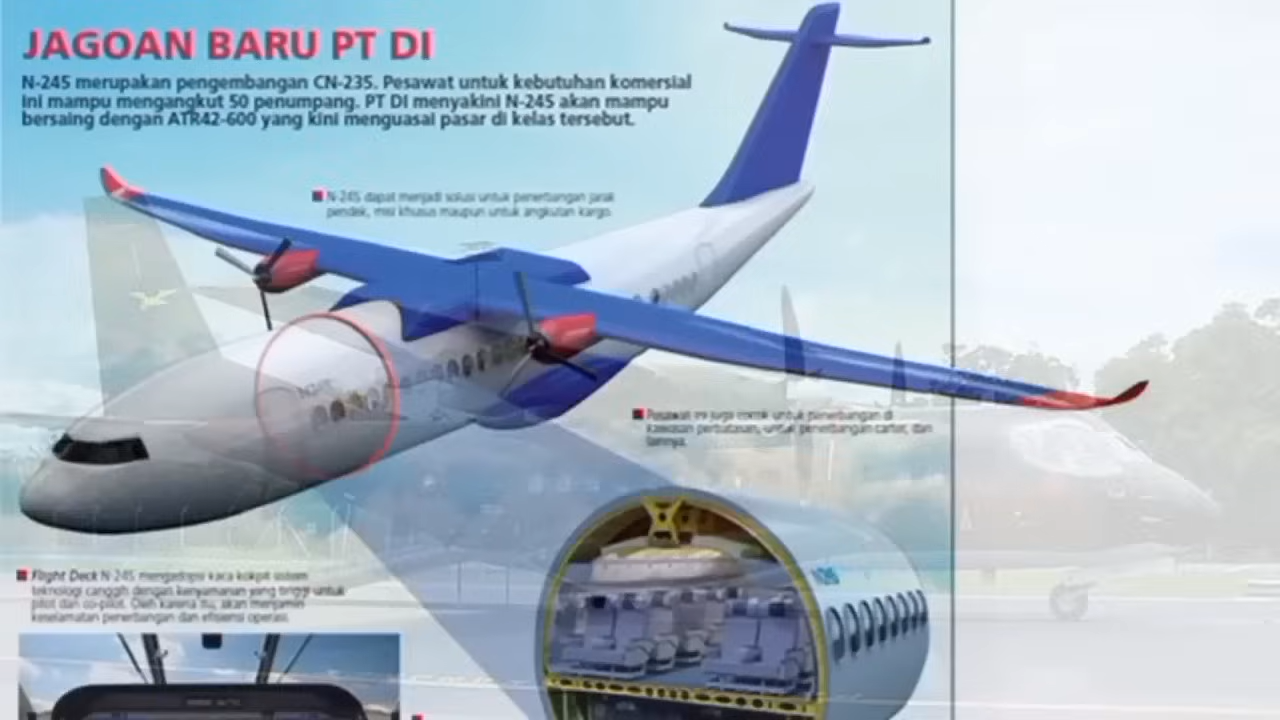 JAGOAN BARU PT DI
N-245 merupakan pengembangan CN-235. Pesawat untuk kebutuhan komersial
ini mampu mengangkut 50 penumpang. PT DI menyakini N-245 akan mampu
bersaing dengan ATR42-600 yang kini menguasai pasar di kelas tersebut.
N-245 dapat menjadi solusi untuk penerbangan jarak
pendek, misi khusus maupun untuk angkutan kargo.
Pesawat ini juga cocok untuk penerbangan di
kawasan perbatasan, untuk penerbangan carter, dan
lainnya.
Flight Deck N-245 mengadopsi kaca kokpit sistem
teknologi canggih dengan kenyamanan yang tinggi untuk
pilot dan co-pilot. Oleh karena itu, akan menjamin
keselamatan penerbangan dan efisiensi operasi.